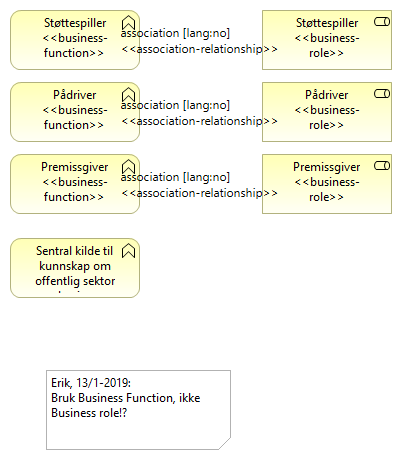 Støttespiller
<<business-
function>>
association [lang:no]
<<association-relationship>>
Støttespiller
<<business-
role>>
Pådriver
<<business-
function>>
association [lang:no]
<<association-relationship>>
Pådriver
<<business-
role>>
Premissgiver
<<business-
function>>
association [lang:no]
<<association-relationship>>
Premissgiver
<<business-
role>>
Sentral kilde til
kunnskap om
offentlig sektor
Erik, 13/1-2019:
Bruk Business Function, ikke
Business role!?